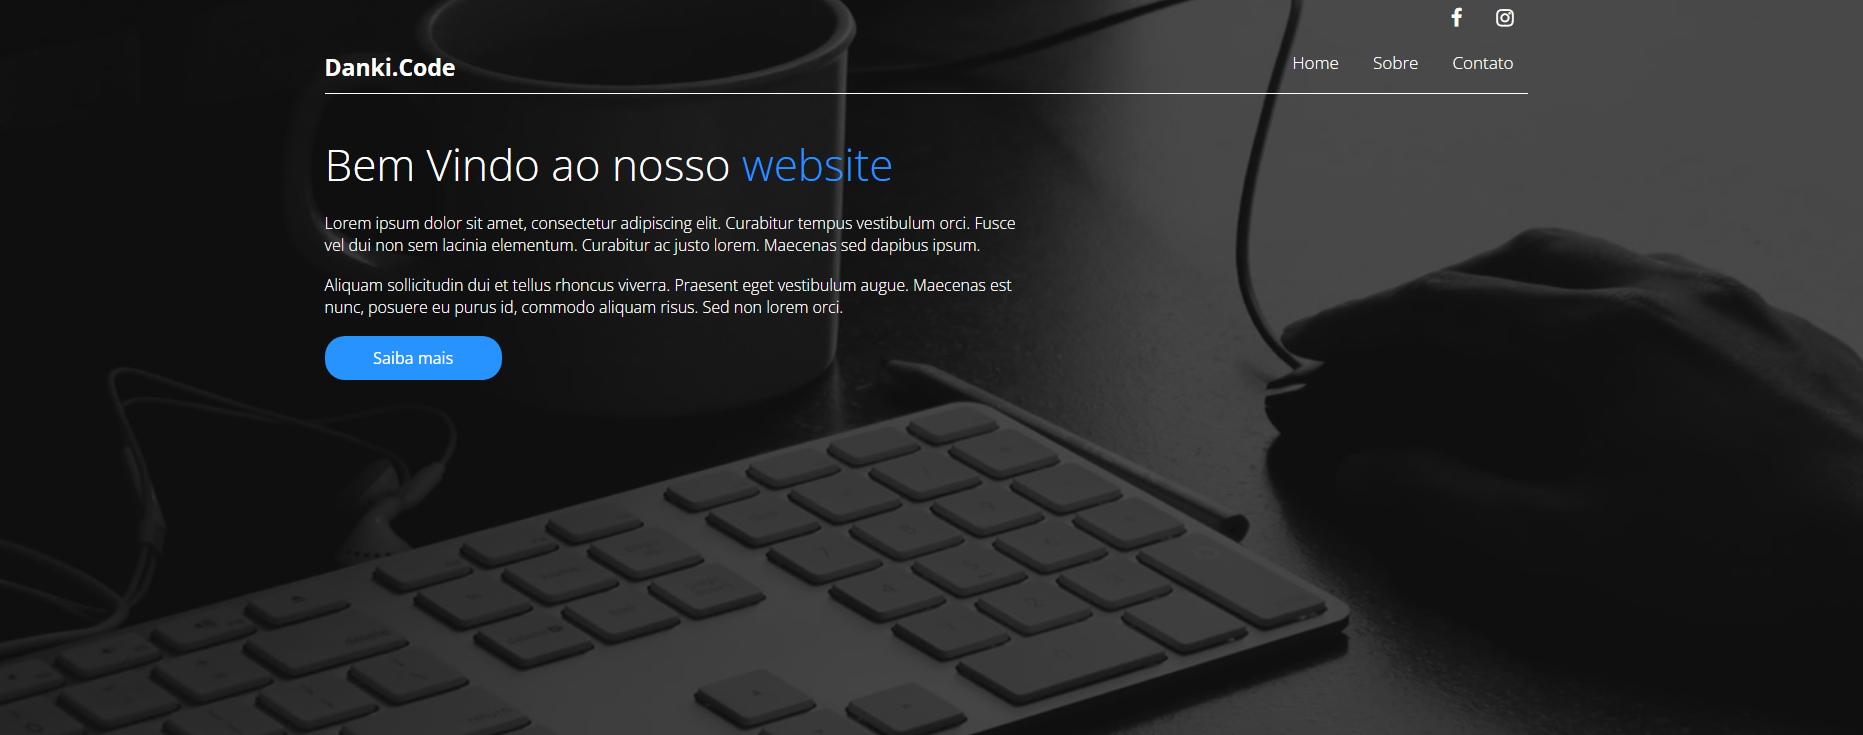 Danki.Code
Home Sobre Contato
Bem Vindo ao nosso website
Lorem ipsum dolor sit amet, consectetur adipiscing elit. Curabitur tempus vestibulum orci. Fusce
vel dui non sem lacinia elementum. Curabitur ac justo lorem. Maecenas sed dapibus ipsum.
Aliquam sollicitudin dui et tellus rhoncus viverra. Praesent eget vestibulum augue. Maecenas est
nunc, posuere eu purus id, commodo aliquam risus. Sed non lorem orci.
Saiba mais